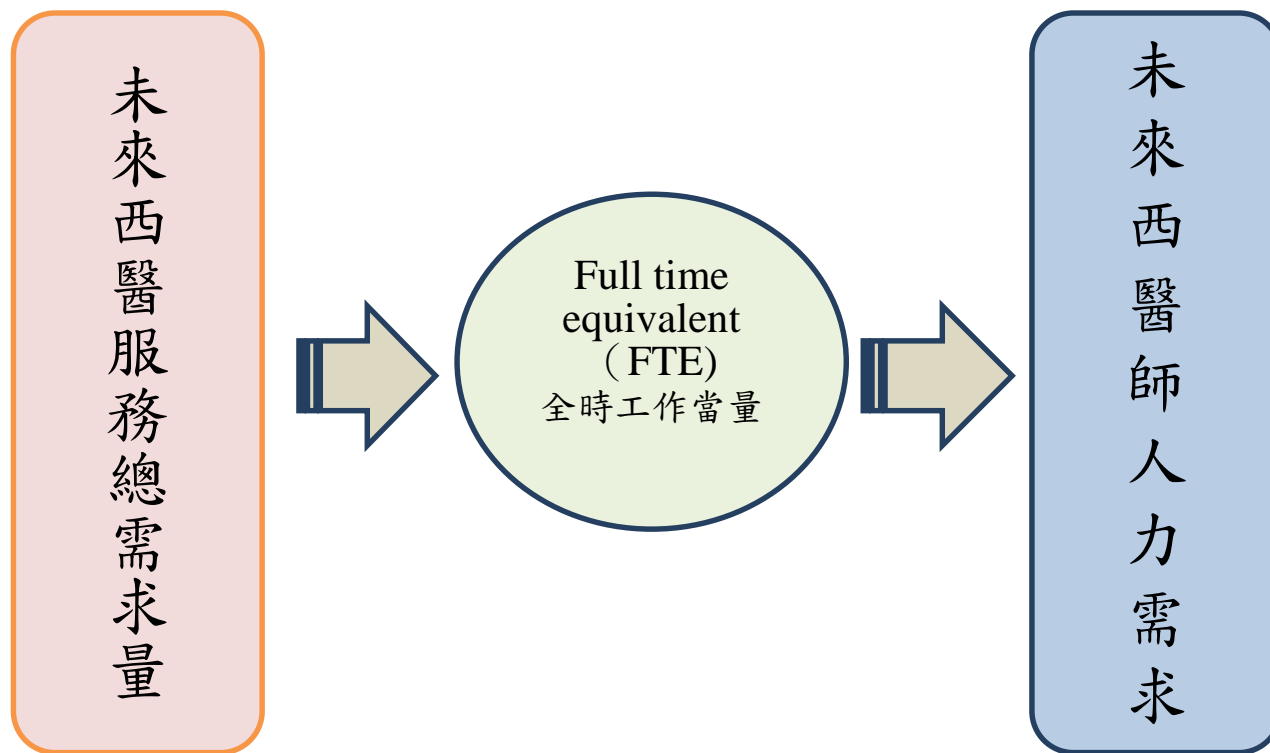 未來西醫服務總需求量
Full time
equivalent
（FTE)
全時工作當量
未來西醫師人力需求